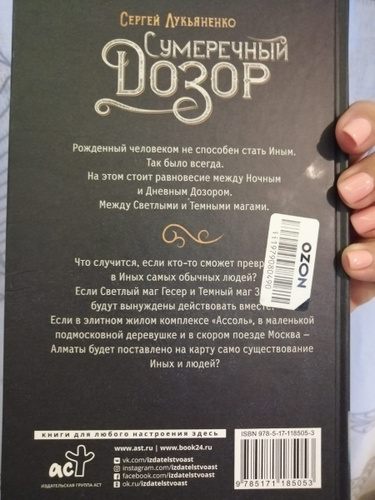 Сергей Лукьяненко
Сумеречный
Дозор
Рожденный человеком не способен стать Иным.
Так было всегда.
На этом стоит равновесие между Ночным
и Дневным Дозором.
Между Светлыми и Темными магами.
Что случится, если кто-то сможет
в Иных самых обычных людей?
Если Светлый маг Гесер и Темный маг
будут вынуждены действовать
Если в элитном жилом комплексе «Ассоль», в маленькой
подмосковной деревушке и в скором поезде Москва –
Алматы будет поставлено на карту само существование
Иных и людей?
OZON
книги для любого настроения здесь
аст
ИЗДАТЕЛЬСКАЯ ГРУППА АСТ
www.ast.ru | www.book24.ru
vk.com/izdatelstvoast
instagram.com/izdatelstvoast
facebook.com/izdatelstvoast
ok.ru/izdatelstvoast
ISBN 978-5-17-118505-3
9 785171 185053